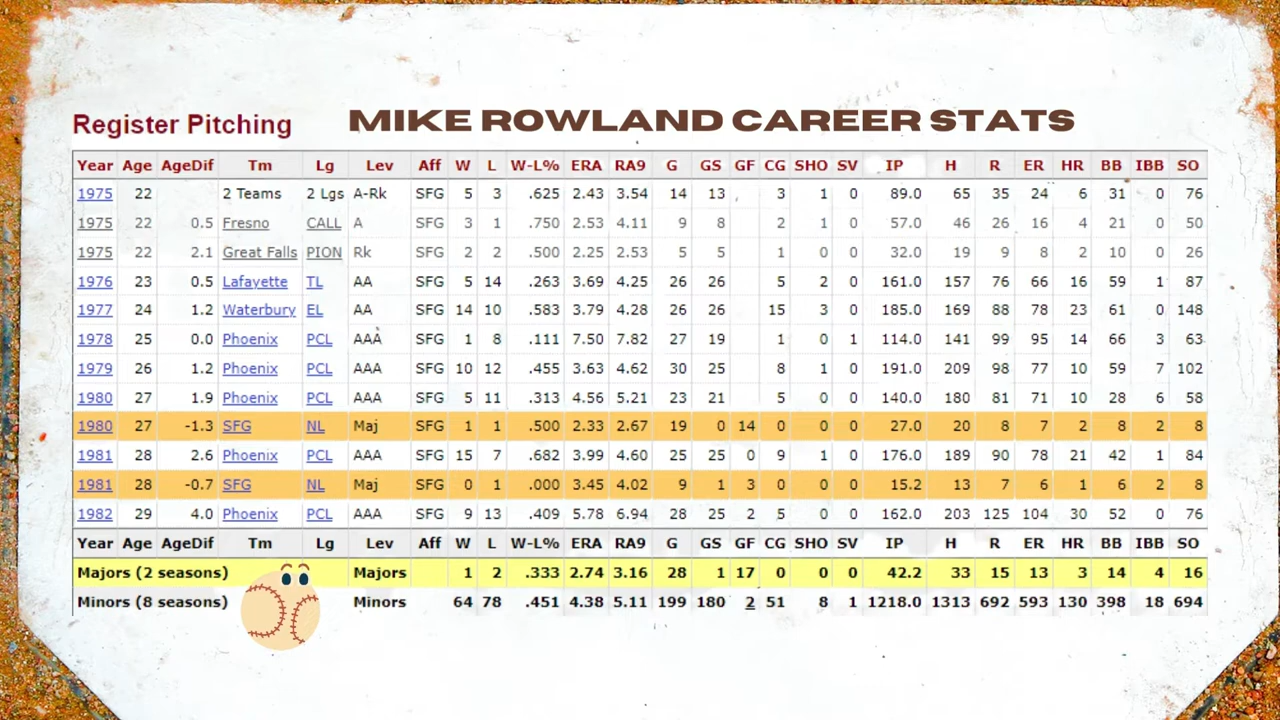 Register Pitching MIKE ROWLAND CAREER STATS
Year Age AgeDif Tm Lg Lev Aff W L W-L% ERA RA9 G GS GF CG SHO SV IP H R ER HR BB IBB SO
1975 22 2 Teams 2 Lgs A-Rk SFG 5 3 .625 2.43 3.54 14 13 3 1 0 89.0 65 35 24 6 31 0 76
1975 22 0.5 Fresno CALL A SFG 3 1 .750 2.53 4.11 9 8 2 1 0 57.0 46 26 16 4 21 0 50
1975 22 2.1 Great Falls PION Rk SFG 2 2 .500 2.25 2.53 5 5 1 0 0 32.0 19 9 8 2 10 0 26
1976 23 0.5 Lafayette TL AA SFG 5 14 .263 3.69 4.25 26 26 5 2 0 161.0 157 76 66 16 59 1 87
1977 24 1.2 Waterbury EL AA SFG 14 10 .583 3.79 4.28 26 26 15 3 0 185.0 169 88 78 23 61 0 148
1978 25 0.0 Phoenix PCL AAA SFG 1 8 .111 7.50 7.82 27 19 1 0 1 114.0 141 99 95 14 66 3 63
1979 26 1.2 Phoenix PCL AAA SFG 10 12 .455 3.63 4.62 30 25 8 1 0 191.0 209 98 77 10 59 7 102
1980 27 1.9 Phoenix PCL AAA SFG 5 11 .313 4.56 5.21 23 21 5 0 0 140.0 180 81 71 10 28 6 58
1980 27 -1.3 SFG NL Maj SFG 1 1 .500 2.33 2.67 19 0 14 0 0 0 27.0 20 8 7 2 8 2 8
1981 28 2.6 Phoenix PCL AAA SFG 15 7 .682 3.99 4.60 25 25 0 9 1 0 176.0 189 90 78 21 42 1 84
1981 28 -0.7 SFG NL Maj SFG 0 1 .000 3.45 4.02 9 1 3 0 0 0 15.2 13 7 6 1 6 2 8
1982 29 4.0 Phoenix PCL AAA SFG 9 13 .409 5.78 6.94 28 25 2 5 0 0 162.0 203 125 104 30 52 0 76
Year Age AgeDif Tm Lg Lev Aff W L W-L% ERA RA9 G GS GF CG SHO SV IP H R ER HR BB IBB SO
Majors (2 seasons) Majors 1 2 .333 2.74 3.16 28 1 17 0 0 0 42.2 33 15 13 3 14 4 16
Minors (8 seasons) Minors 64 78 .451 4.38 5.11 199 180 2 51 8 1 1218.0 1313 692 593 130 398 18 694